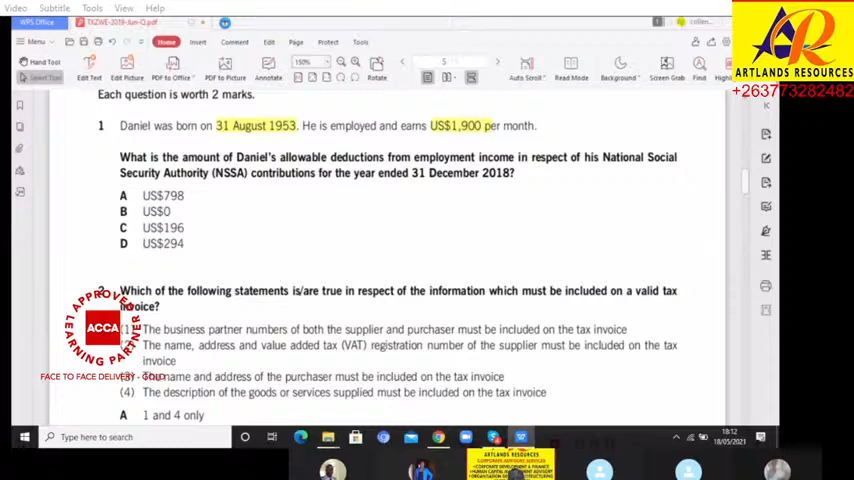 Video Subtitle Tools View Help
WPS Office TXZWE-2019-Jun-Q.pdf
Menu Home Insert Comment Edit Page Protect Tools
Hand Tool 150% 5
Select Tool Edit Text Edit Picture PDF to Office PDF to Picture Annotate Rotate Auto Scroll Read Mode Background Screen Grab Find Highlight
ARTLANDS RESOURCES
+263773282482
Each question is worth 2 marks.
1 Daniel was born on 31 August 1953. He is employed and earns US$1,900 per month.
What is the amount of Daniel's allowable deductions from employment income in respect of his National Social
Security Authority (NSSA) contributions for the year ended 31 December 2018?
A US$798
B US$0
C US$196
D US$294
2 Which of the following statements is/are true in respect of the information which must be included on a valid tax
invoice?
(1) The business partner numbers of both the supplier and purchaser must be included on the tax invoice
The name, address and value added tax (VAT) registration number of the supplier must be included on the tax
invoice
name and address of the purchaser must be included on the tax invoice
(4) The description of the goods or services supplied must be included on the tax invoice
A 1 and 4 only
APPROVED
ACCA
LEARNING PARTNER
FACE TO FACE DELIVERY - GOLD
Type here to search
18:12
18/05/2021
ARTLANDS RESOURCES